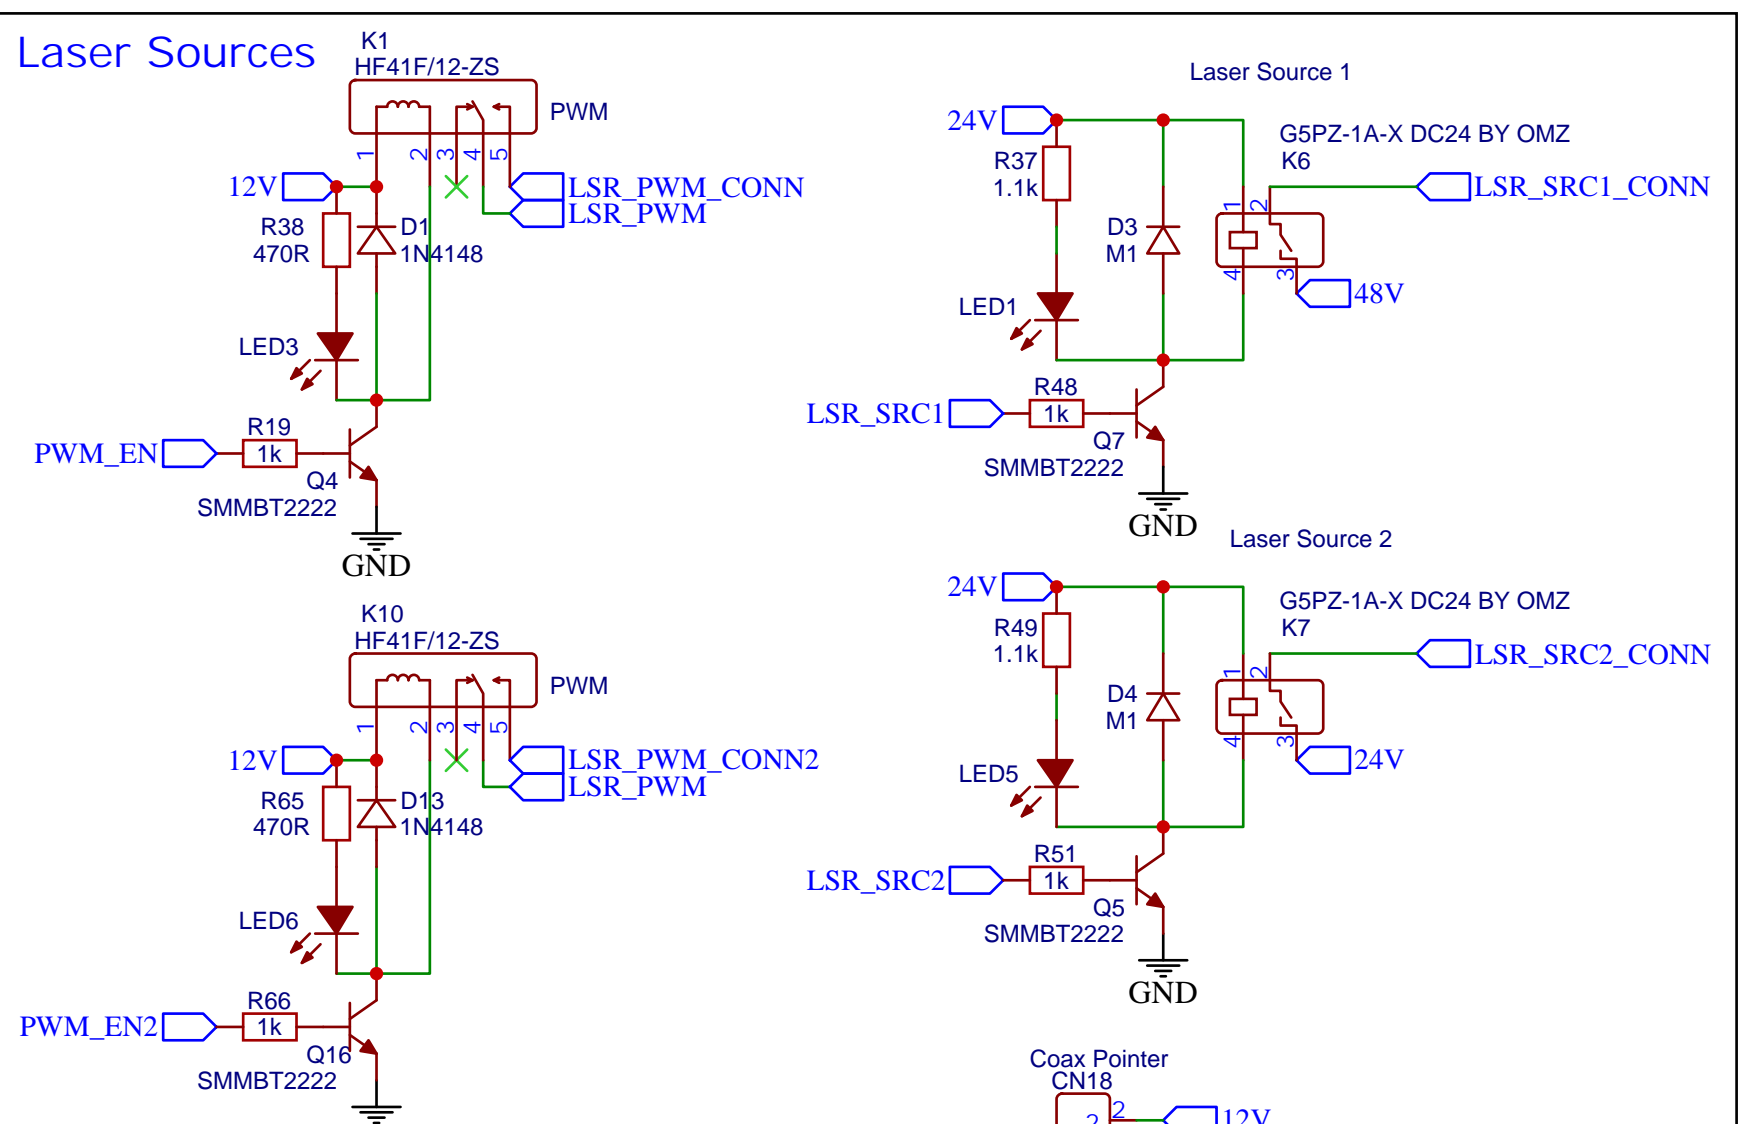 Laser Sources
K1
HF41F/12-ZS
PWM
1
2
3
4
5
12V
LSR_PWM_CONN
LSR_PWM
R38
470R
D1
1N4148
LED3
R19
1k
PWM_EN
Q4
SMMBT2222
GND
K10
HF41F/12-ZS
PWM
1
2
3
4
5
12V
LSR_PWM_CONN2
LSR_PWM
R65
470R
D13
1N4148
LED6
R66
1k
PWM_EN2
Q16
SMMBT2222
Laser Source 1
24V
G5PZ-1A-X DC24 BY OMZ
K6
R37
1.1k
1
2
LSR_SRC1_CONN
D3
M1
4
3
48V
LED1
R48
1k
LSR_SRC1
Q7
SMMBT2222
GND
Laser Source 2
24V
G5PZ-1A-X DC24 BY OMZ
K7
R49
1.1k
1
2
LSR_SRC2_CONN
D4
M1
4
3
24V
LED5
R51
1k
LSR_SRC2
Q5
SMMBT2222
GND
Coax Pointer
CN18
2
2
12V